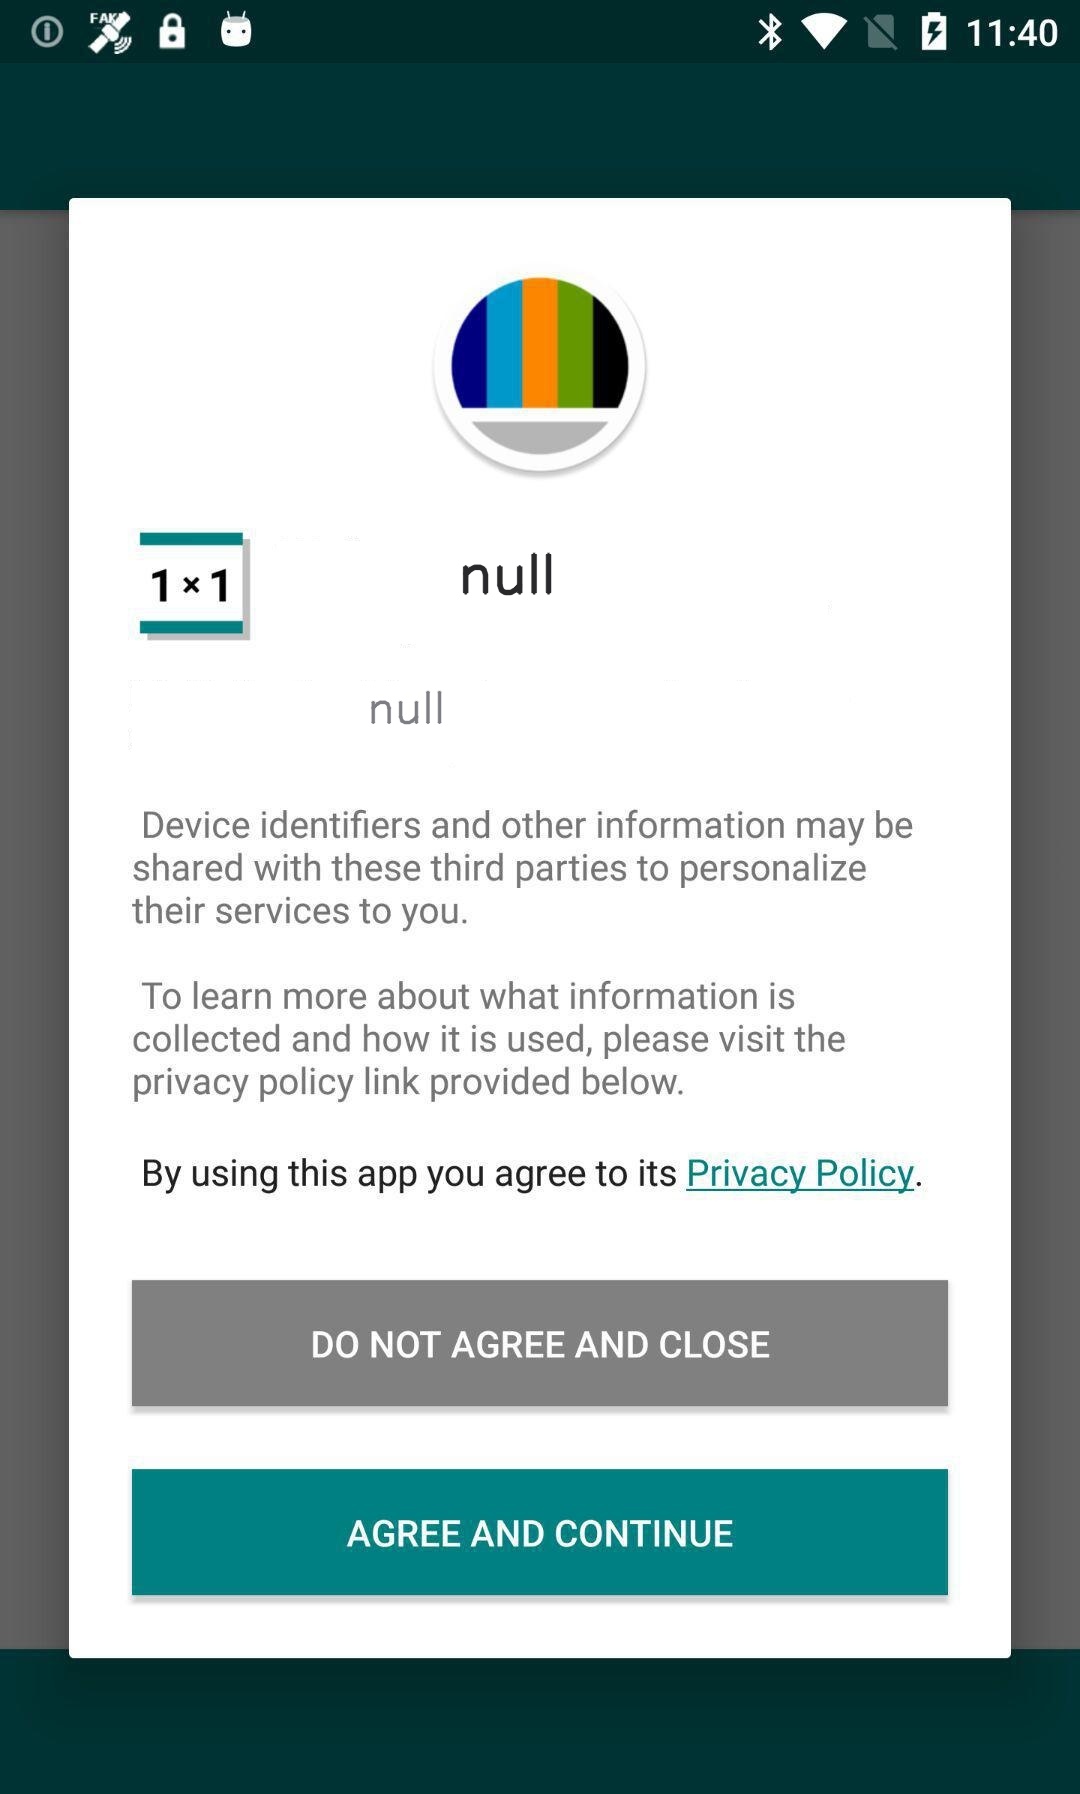 FAKE
11:40
1×1
null
null
Device identifiers and other information may be
shared with these third parties to personalize
their services to you.
To learn more about what information is
collected and how it is used, please visit the
privacy policy link provided below.
By using this app you agree to its Privacy Policy.
DO NOT AGREE AND CLOSE
AGREE AND CONTINUE